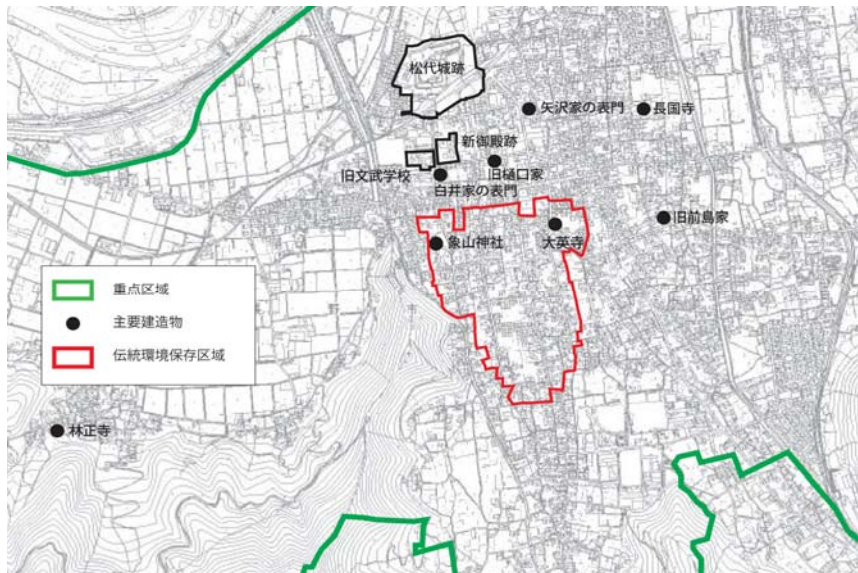 松代城跡
矢沢家の表門
長国寺
新御殿跡
旧文武学校
旧樋口家
白井家の表門
旧前島家
象山神社
大英寺
重点区域
主要建造物
伝統環境保存区域
林正寺